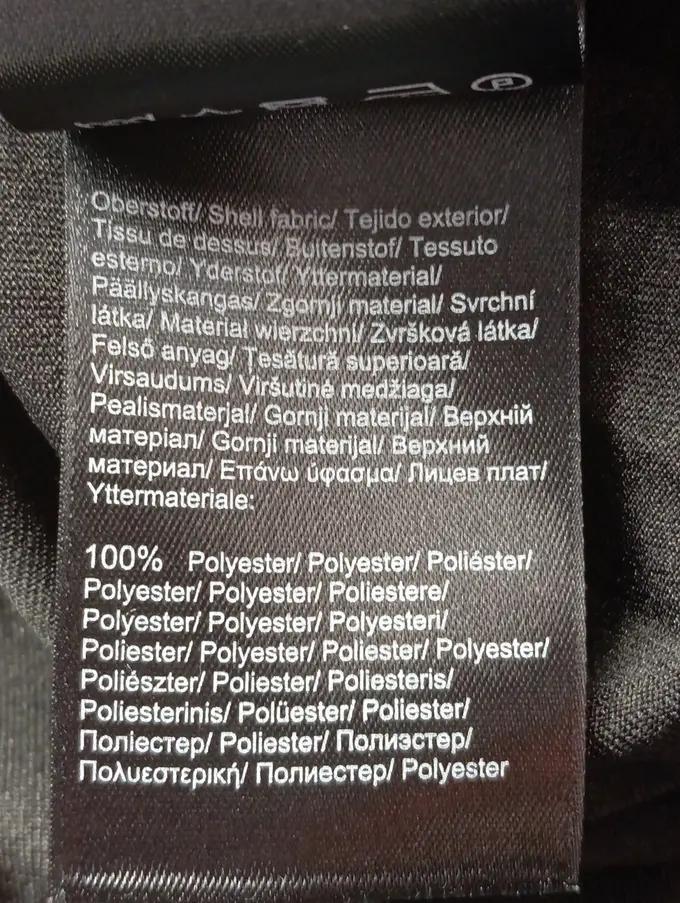 Oberstoff/ Shell fabric/ Tejido exterior/
Tissu de dessus/ Buitenstof/ Tessuto
esterno/ Yderstof/ Yttermaterial/
Päällyskangas/ Zgornji material/ Svrchní
látka/ Materiał wierzchni/ Zvršková látka/
Felső anyag/ Țesătură superioară/
Virsaudums/ Viršutinė medžiaga/
Pealismaterjal/ Gornji materijal/ Верхній
матеріал/ Gornji materijal/ Верхний
материал/ Επάνω ύφασμα/ Лицев плат/
Yttermateriale:
100% Polyester/ Polyester/ Poliéster/
Polyester/ Polyester/ Poliestere/
Polyester/ Polyester/ Polyesteri/
Poliester/ Polyester/ Poliester/ Polyester/
Poliészter/ Poliester/ Poliesteris/
Poliesterinis/ Polüester/ Poliester/
Поліестер/ Poliester/ Полиэстер/
Πολυεστερική/ Полиестер/ Polyester